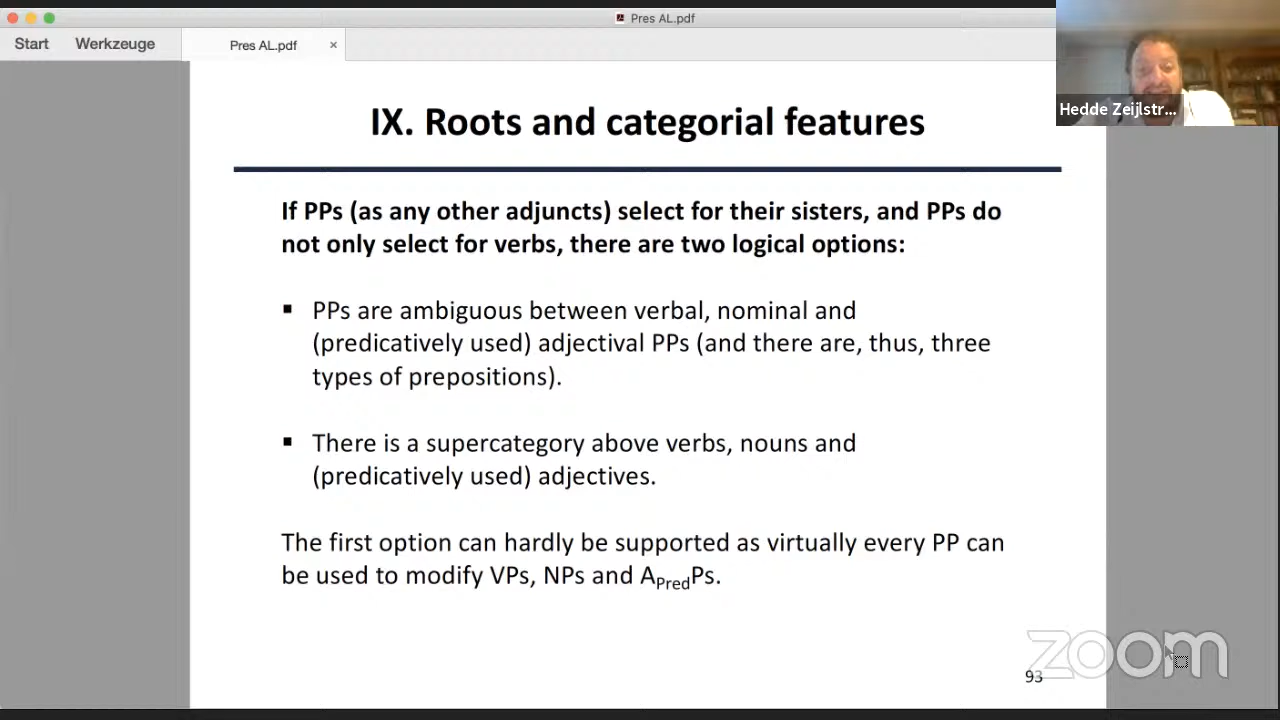 Pres AL.pdf
Start Werkzeuge Pres AL.pdf ×
Hedde Zeijlstr...
IX. Roots and categorial features
If PPs (as any other adjuncts) select for their sisters, and PPs do
not only select for verbs, there are two logical options:
▪ PPs are ambiguous between verbal, nominal and
(predicatively used) adjectival PPs (and there are, thus, three
types of prepositions).
▪ There is a supercategory above verbs, nouns and
(predicatively used) adjectives.
The first option can hardly be supported as virtually every PP can
be used to modify VPs, NPs and APredPs.
zoom
93